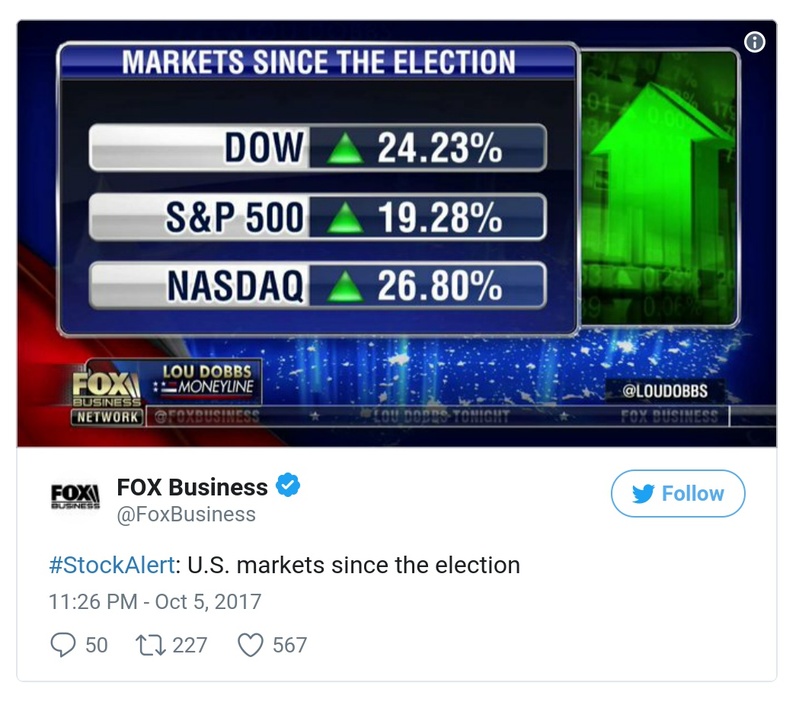 MARKETS SINCE THE ELECTION
DOW 24.23%
S&P 500 19.28%
NASDAQ 26.80%
FOX
BUSINESS
NETWORK
LOU DOBBS
MONEYLINE
@LOUDOBBS
@FOXBUSINESS LOU DOBBS TONIGHT FOX BUSINESS
FOX
BUSINESS
FOX Business
@FoxBusiness
Follow
#StockAlert: U.S. markets since the election
11:26 PM - Oct 5, 2017
50 227 567